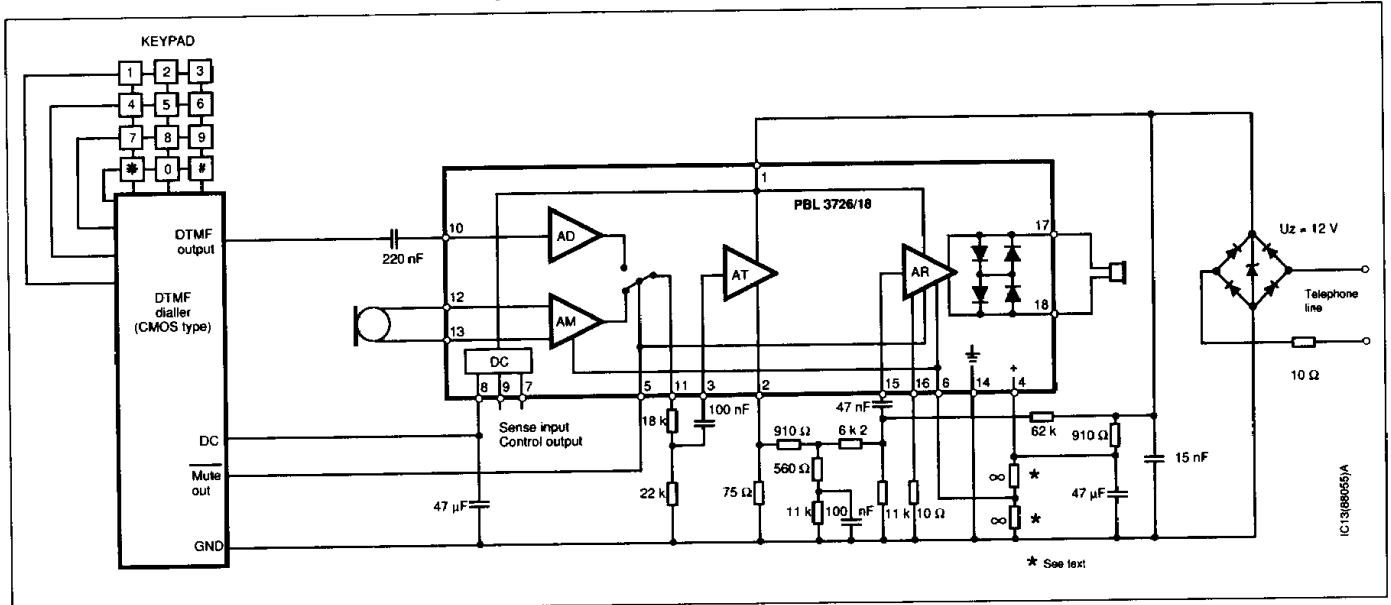 KEYPAD
1 2 3
4 5 6
7 8 9
* 0 #
DTMF
output
DTMF
dialler
(CMOS type)
DC
Mute
out
GND
220 nF
10
12
13
AD
AM
DC
8 9 7
Sense input
Control output
47 µF
5
11
3
2
18 k
100 nF
22 k
75 Ω
910 Ω
6 k 2
560 Ω
11 k
100 nF
1
PBL 3726/18
AT
AR
17
18
15
16
6
14
+
4
47 nF
11 k
10 Ω
62 k
910 Ω
∞ *
∞ *
47 µF
15 nF
* See text
Uz = 12 V
Telephone
line
10 Ω
IC13(88055)A